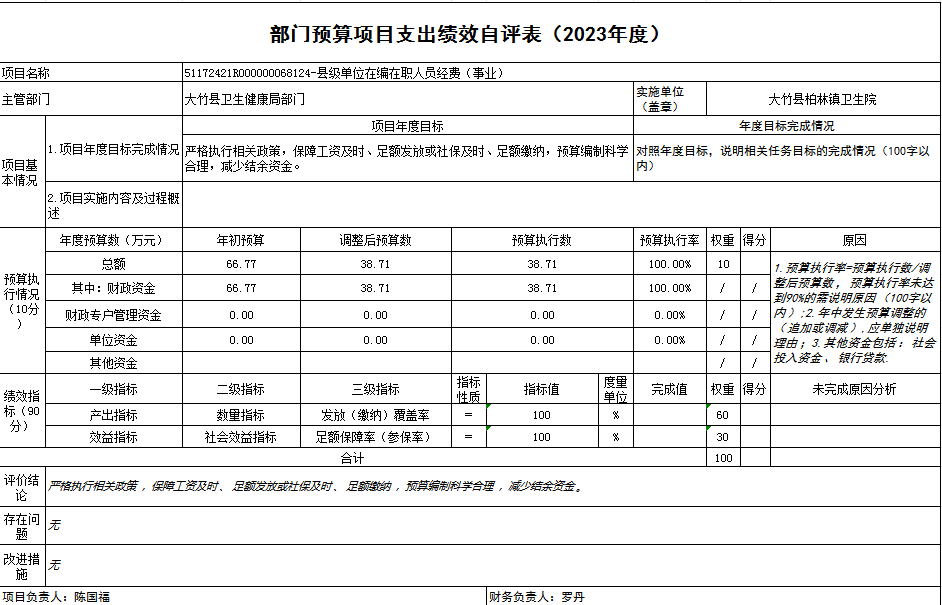 部门预算项目支出绩效自评表（2023年度）
项目名称 51172421R000000068124-县级单位在编在职人员经费（事业）
主管部门 大竹县卫生健康局部门 实施单位（盖章） 大竹县柏林镇卫生院
项目基本情况 1.项目年度目标完成情况 项目年度目标 年度目标完成情况
严格执行相关政策，保障工资及时、足额发放或社保及时、足额缴纳，预算编制科学合理，减少结余资金。 对照年度目标，说明相关任务目标的完成情况（100字以内）
2.项目实施内容及过程概述
预算执行情况（10分） 年度预算数（万元） 年初预算 调整后预算数 预算执行数 预算执行率 权重 得分 原因
总额 66.77 38.71 38.71 100.00% 10
其中：财政资金 66.77 38.71 38.71 100.00% / /
财政专户管理资金 0.00 0.00 0.00 0.00% / /
单位资金 0.00 0.00 0.00 0.00% / /
其他资金 / /
1.预算执行率=预算执行数/调整后预算数，预算执行率未达到90%的需说明原因（100字以内）；2.年中发生预算调整的（追加或调减），应单独说明理由；3.其他资金包括：社会投入资金、银行贷款.
绩效指标（90分） 一级指标 二级指标 三级指标 指标性质 指标值 度量单位 完成值 权重 得分 未完成原因分析
产出指标 数量指标 发放（缴纳）覆盖率 ＝ 100 % 60
效益指标 社会效益指标 足额保障率（参保率） ＝ 100 % 30
合计 100
评价结论 严格执行相关政策，保障工资及时、足额发放或社保及时、足额缴纳，预算编制科学合理，减少结余资金。
存在问题 无
改进措施 无
项目负责人：陈国福 财务负责人：罗丹